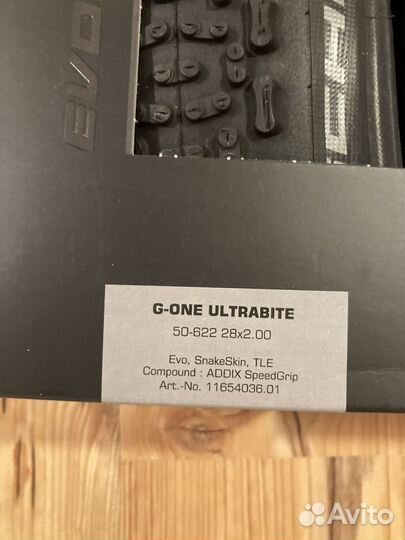 EVO
G-ONE ULTRABITE
50-622 28x2.00
Evo, SnakeSkin, TLE
Compound : ADDIX SpeedGrip
Art.-No. 11654036.01
Avito